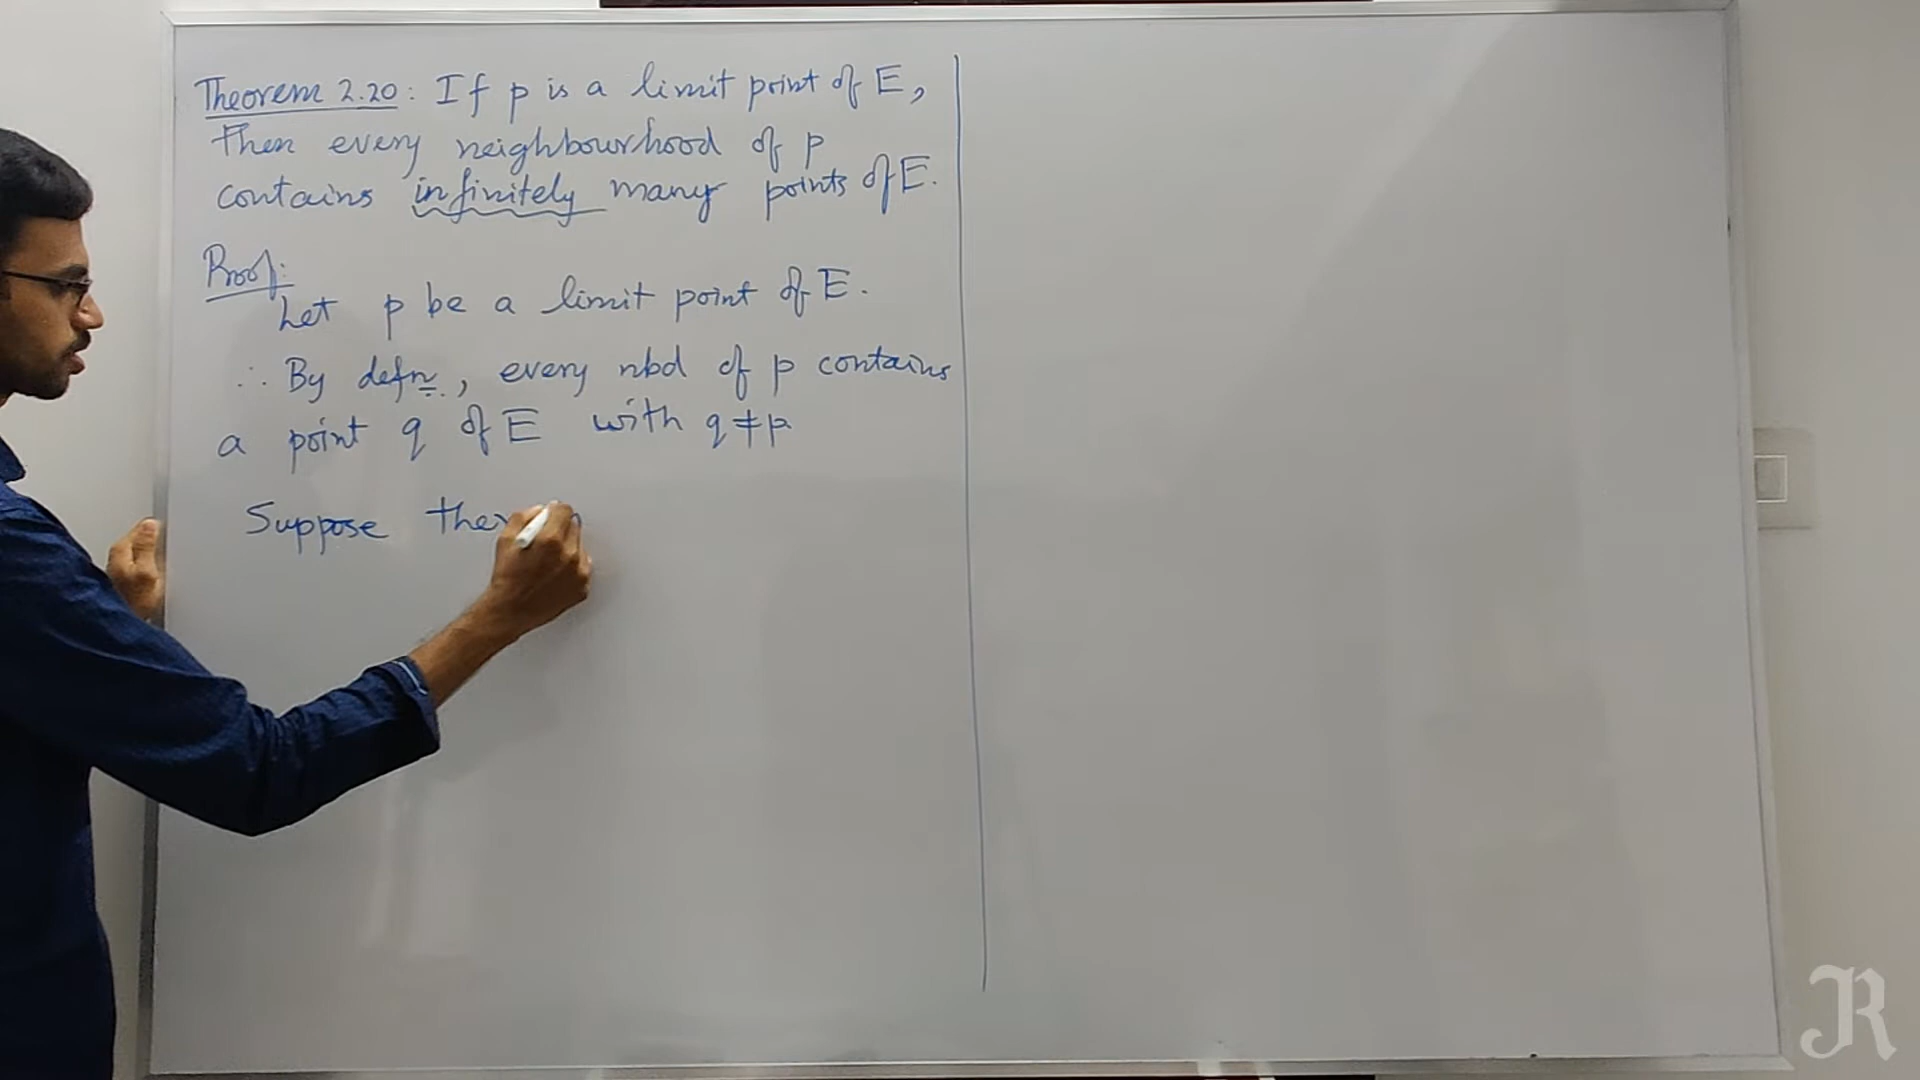 Theorem 2.20: If p is a limit point of E,
then every neighbourhood of p
contains infinitely many points of E.
Proof:
Let p be a limit point of E.
∴ By defn, every nbd of p contains
a point q of E with q ≠ p
Suppose ther
R